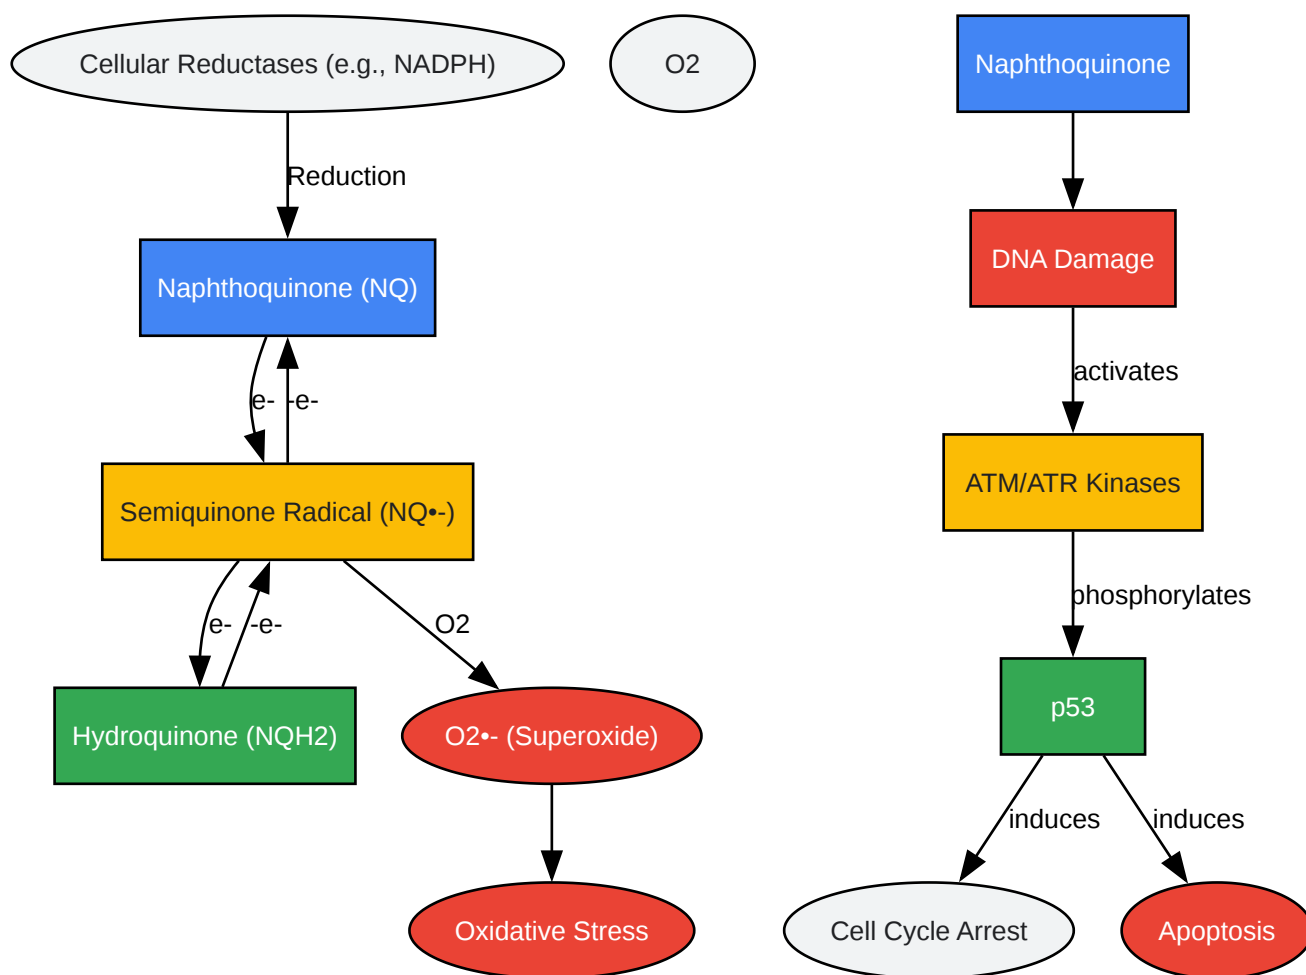 Cellular Reductases (e.g., NADPH)
O2
Naphthoquinone
Reduction
Naphthoquinone (NQ)
DNA Damage
e-
-e-
activates
Semiquinone Radical (NQ•-)
ATM/ATR Kinases
e-
-e-
O2
phosphorylates
Hydroquinone (NQH2)
O2•- (Superoxide)
p53
induces
induces
Oxidative Stress
Cell Cycle Arrest
Apoptosis